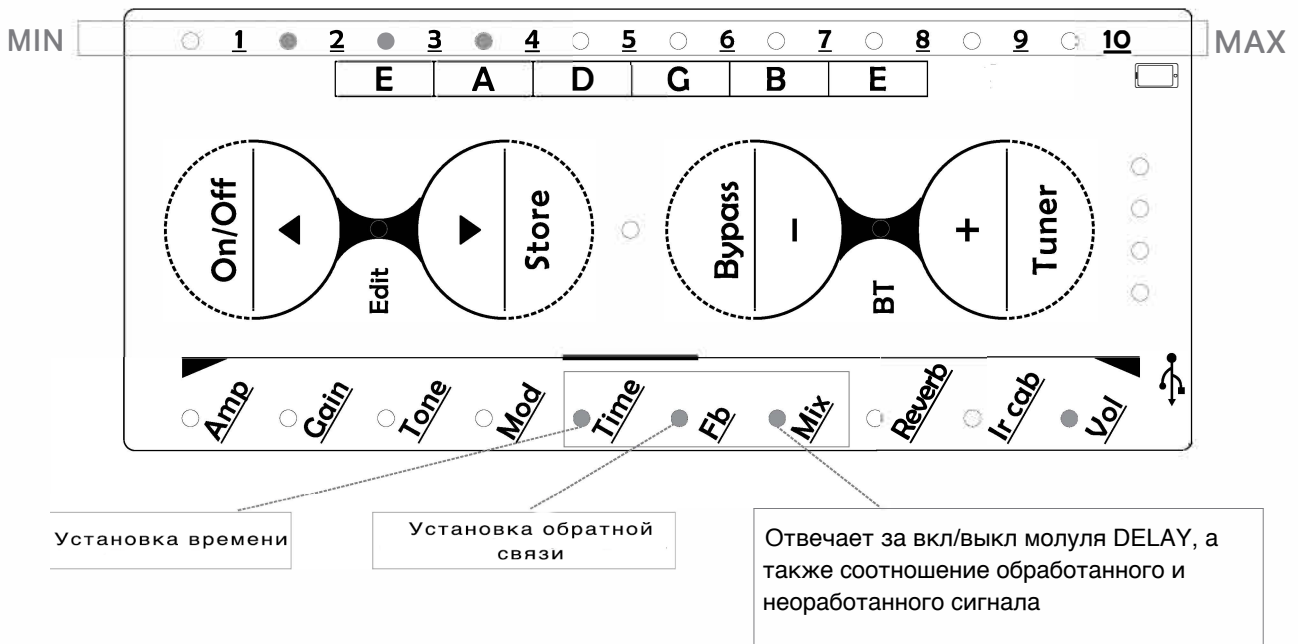 MIN 1 2 3 4 5 6 7 8 9 10 MAX
E A D G B E
On/Off Edit Store Bypass – BT + Tuner
Amp Gain Tone Mod Time Fb Mix Reverb Ir cab Vol
Установка времени
Установка обратной
связи
Отвечает за вкл/выкл молуля DELAY, а
также соотношение обработанного и
неоработанного сигнала